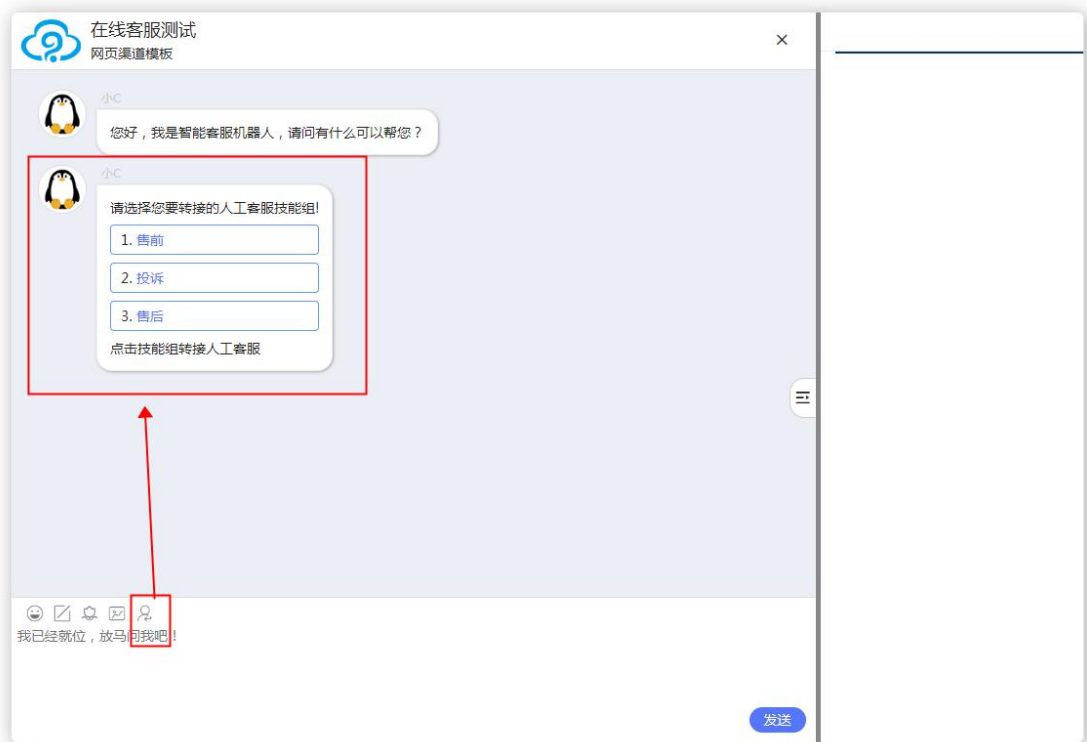 在线客服测试
网页渠道模板
小C
您好，我是智能客服机器人，请问有什么可以帮您？
小C
请选择您要转接的人工客服技能组!
1. 售前
2. 投诉
3. 售后
点击技能组转接人工客服
我已经就位，放马问我吧！
发送